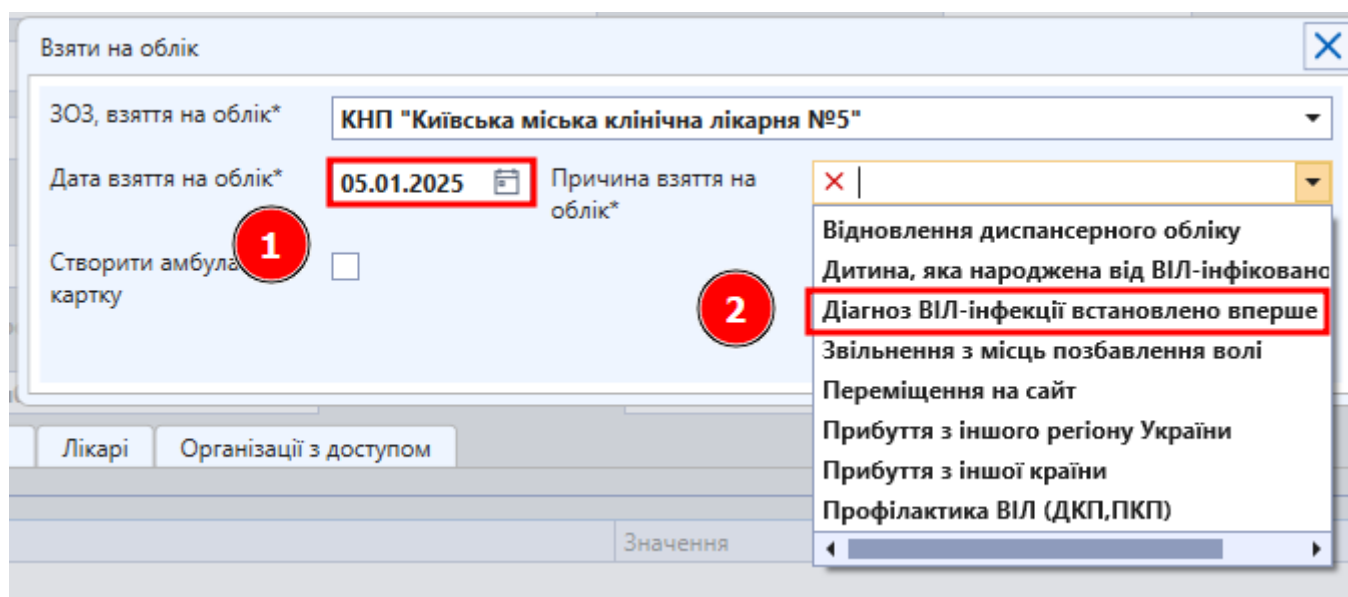 Взяти на облік
ЗОЗ, взяття на облік*
КНП "Київська міська клінічна лікарня №5"
Дата взяття на облік*
05.01.2025
Причина взяття на
облік*
1
Створити
картку
2
Відновлення диспансерного обліку
Дитина, яка народжена від
Діагноз ВІЛ-інфекції встановлено вперше
Звільнення з місць позбавлення волі
Переміщення на сайт
Прибуття з іншого регіону України
Прибуття з іншої країни
Профілактика ВІЛ (ДКП,ПКП)
Лікарі
Організації з доступом
Значення